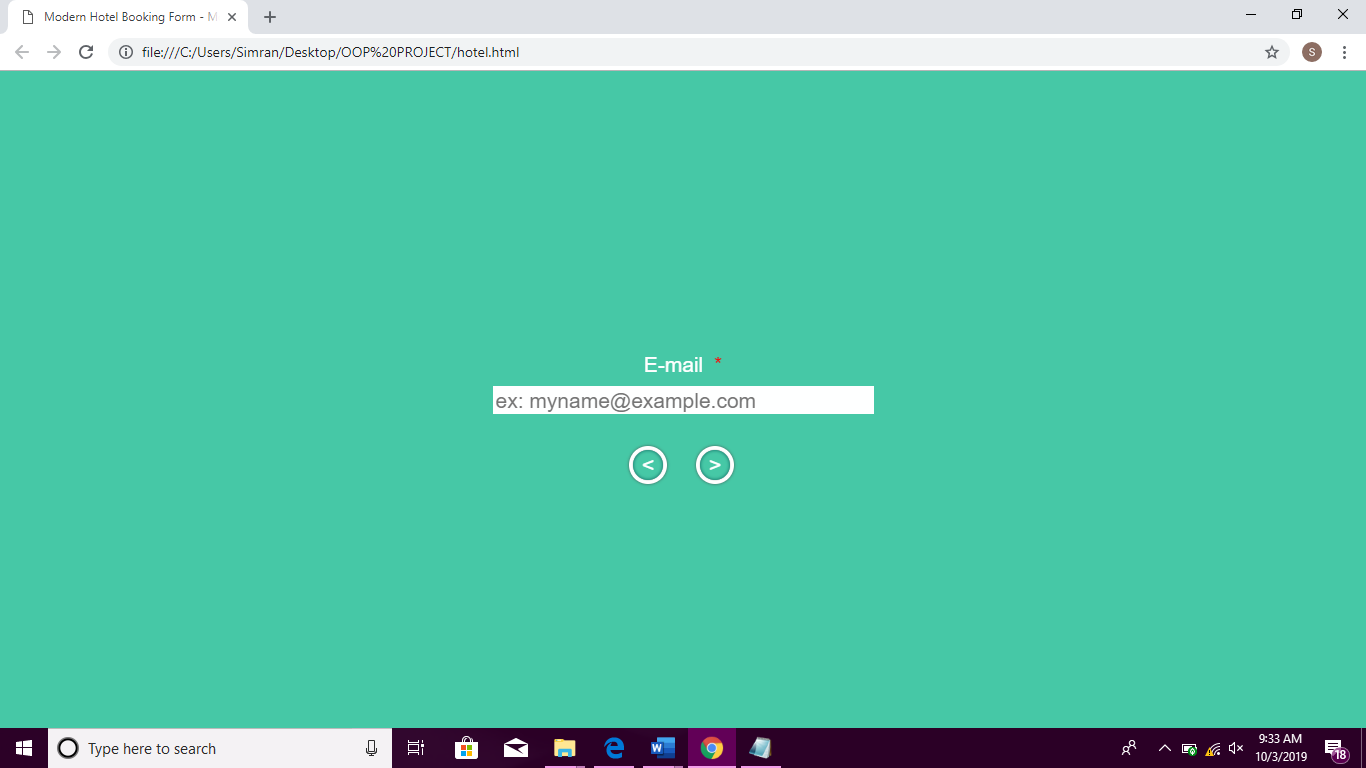 Modern Hotel Booking Form - M
file:///C:/Users/Simran/Desktop/OOP%20PROJECT/hotel.html
S
E-mail *
ex: myname@example.com
< >
Type here to search
9:33 AM
10/3/2019
18